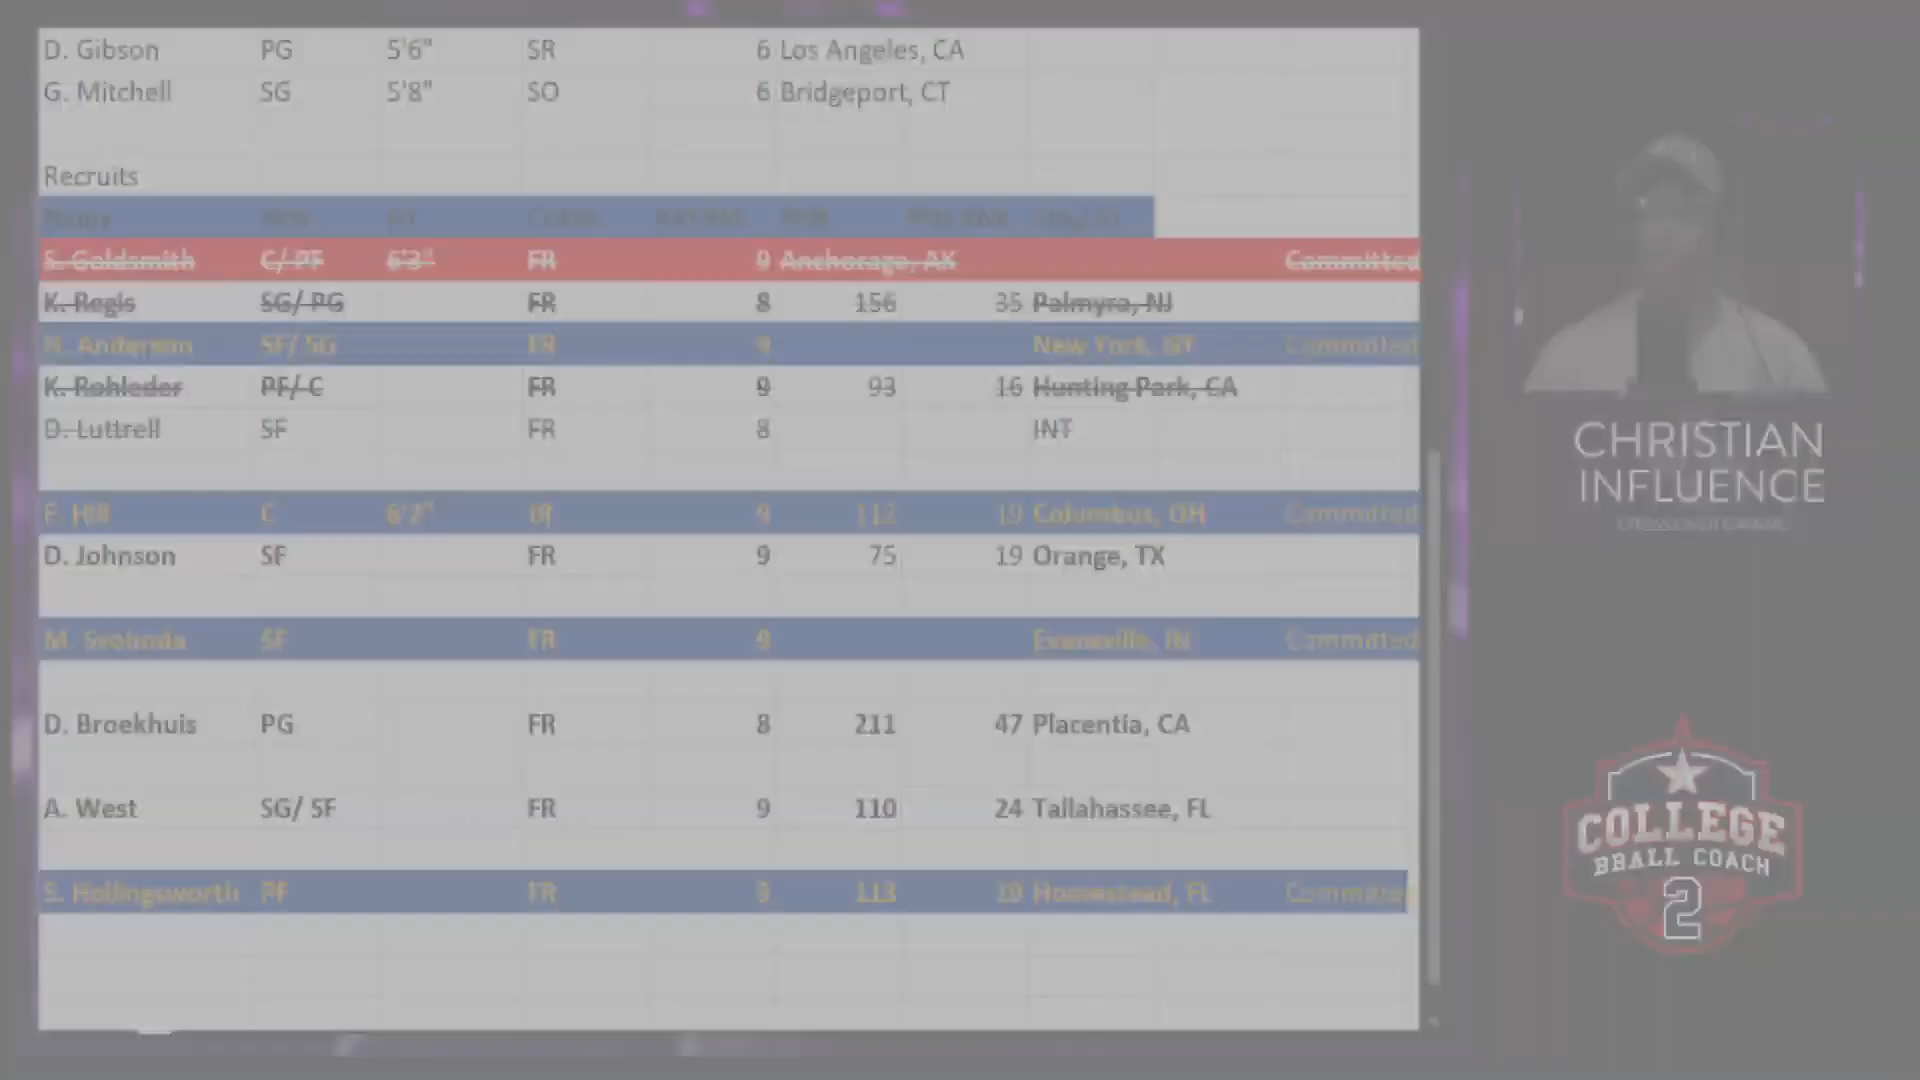 D. Gibson PG 5'6" SR 6 Los Angeles, CA
G. Mitchell SG 5'8" SO 6 Bridgeport, CT
Recruits
S. Goldsmith C/ PF 6'3" FR 9 Anchorage, AK Committed
K. Regis SG/ PG FR 8 156 35 Palmyra, NJ
Anderson SF/ SG FR 9 New York, NY Committed
K. Rohleder PF/ C FR 9 93 16 Hunting Park, CA
D. Luttrell SF FR 8 INT
Hill C 6'7" 9 112 19 Columbus, OH Committed
D. Johnson SF FR 9 75 19 Orange, TX
M. Svoboda SF FR 9 Evansville, IN Committed
D. Broekhuis PG FR 8 211 47 Placentia, CA
A. West SG/ SF FR 9 110 24 Tallahassee, FL
S. Hollingsworth PF FR 113 Homestead, FL Committed
CHRISTIAN
INFLUENCE
COLLEGE
BBALL COACH
2